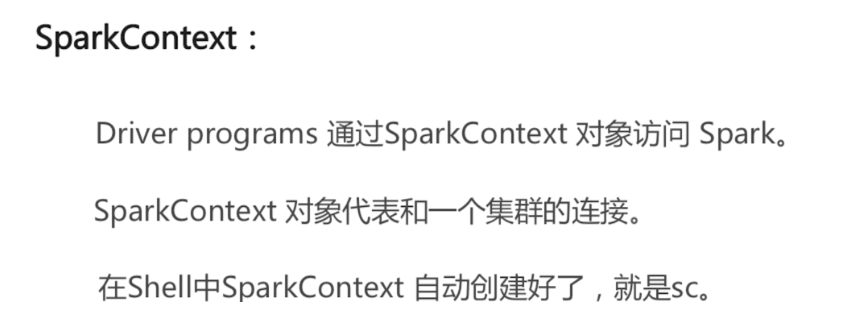 SparkContext：
Driver programs 通过SparkContext 对象访问 Spark。
SparkContext 对象代表和一个集群的连接。
在Shell中SparkContext 自动创建好了，就是sc。